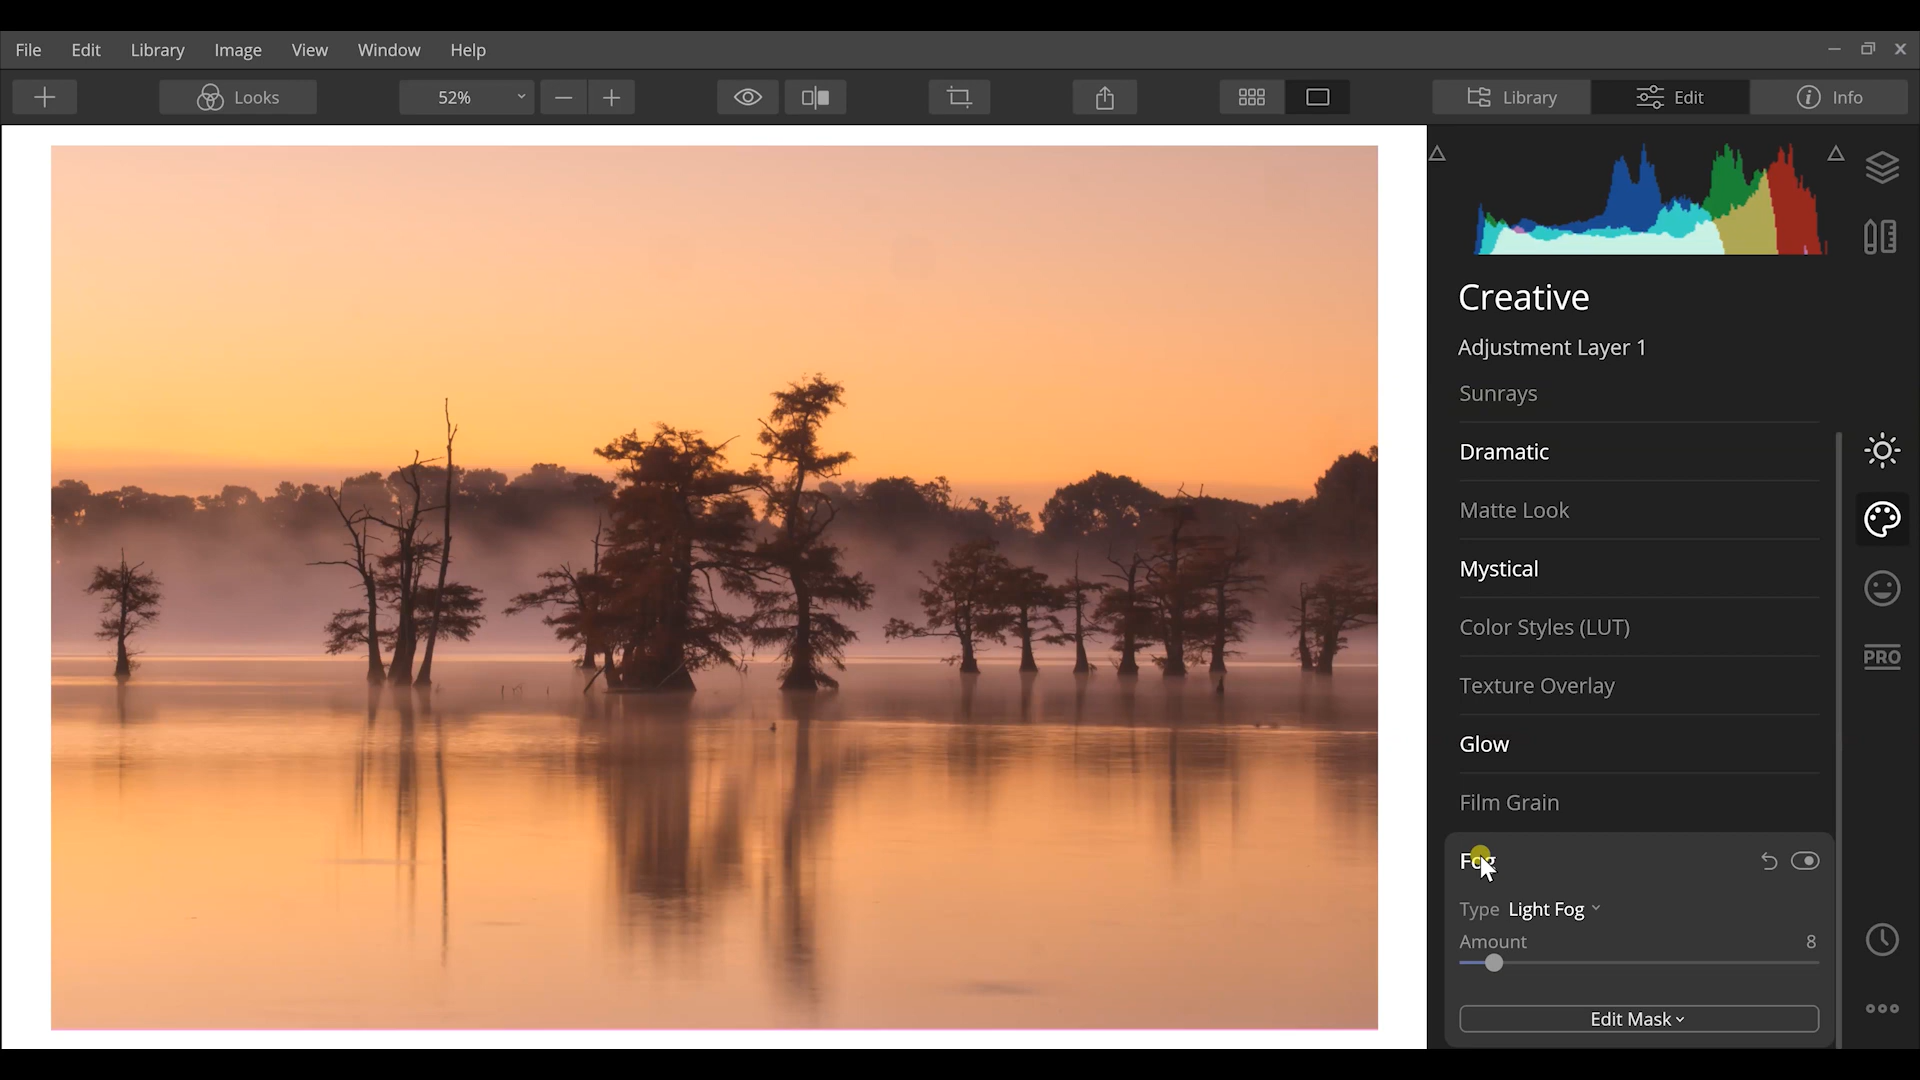 File Edit Library Image View Window Help
Looks 52% Library Edit Info
Creative
Adjustment Layer 1
Sunrays
Dramatic
Matte Look
Mystical
Color Styles (LUT)
PRO
Texture Overlay
Glow
Film Grain
Fog
Type Light Fog
Amount 8
Edit Mask